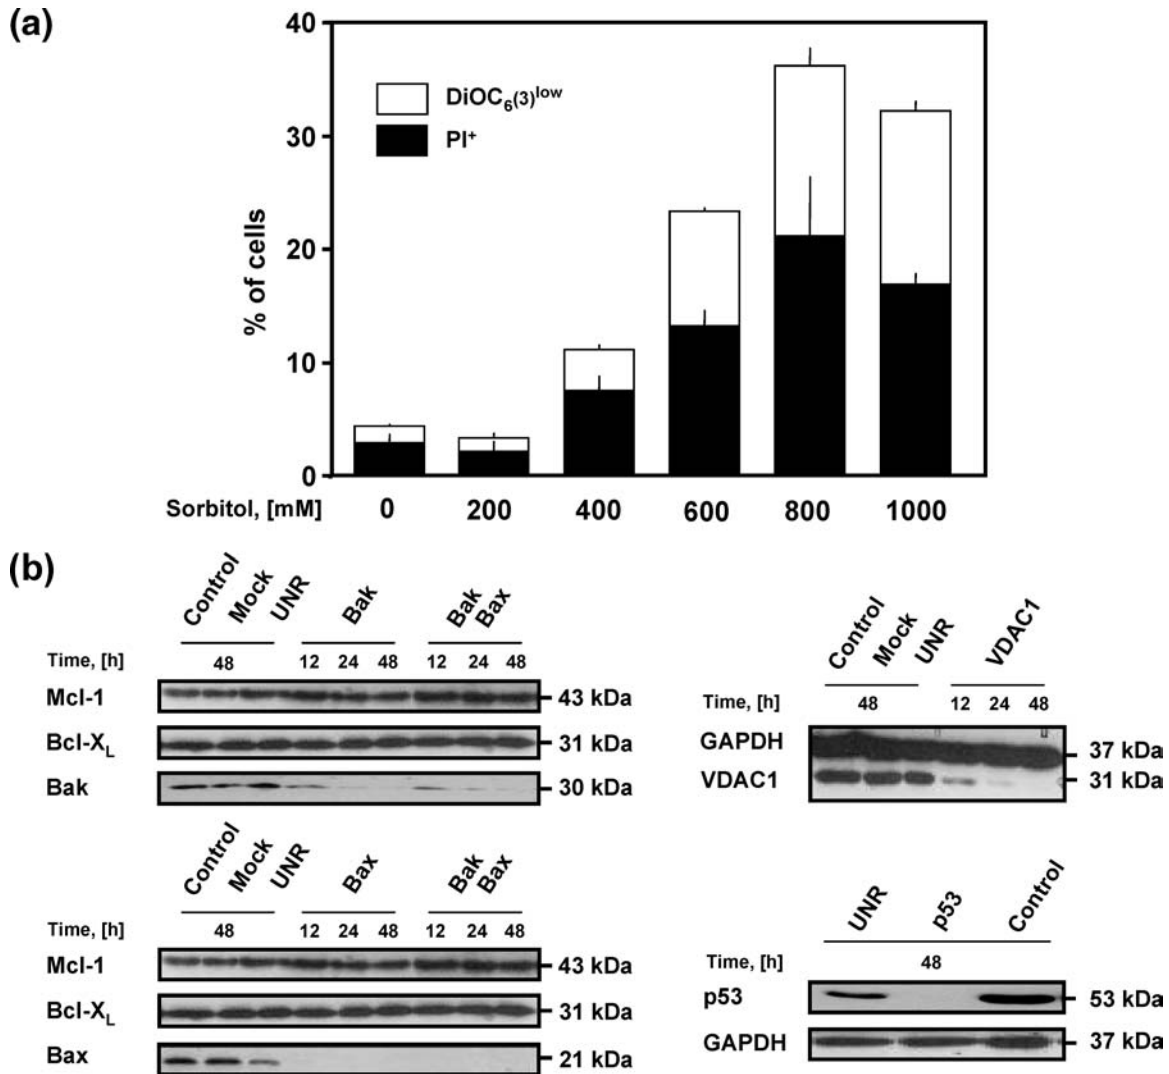 (a)
40
30
20
10
0
% of cells
DiOC6(3)low
PI+
Sorbitol, [mM] 0 200 400 600 800 1000
(b)
Control Mock UNR Bak Bak Bax
Time, [h] 48 12 24 48 12 24 48
Mcl-1 43 kDa
Bcl-XL 31 kDa
Bak 30 kDa
Control Mock UNR VDAC1
Time, [h] 48 12 24 48
GAPDH 37 kDa
VDAC1 31 kDa
Control Mock UNR Bax Bak Bax
Time, [h] 48 12 24 48 12 24 48
Mcl-1 43 kDa
Bcl-XL 31 kDa
Bax 21 kDa
UNR p53 Control
Time, [h] 48
p53 53 kDa
GAPDH 37 kDa